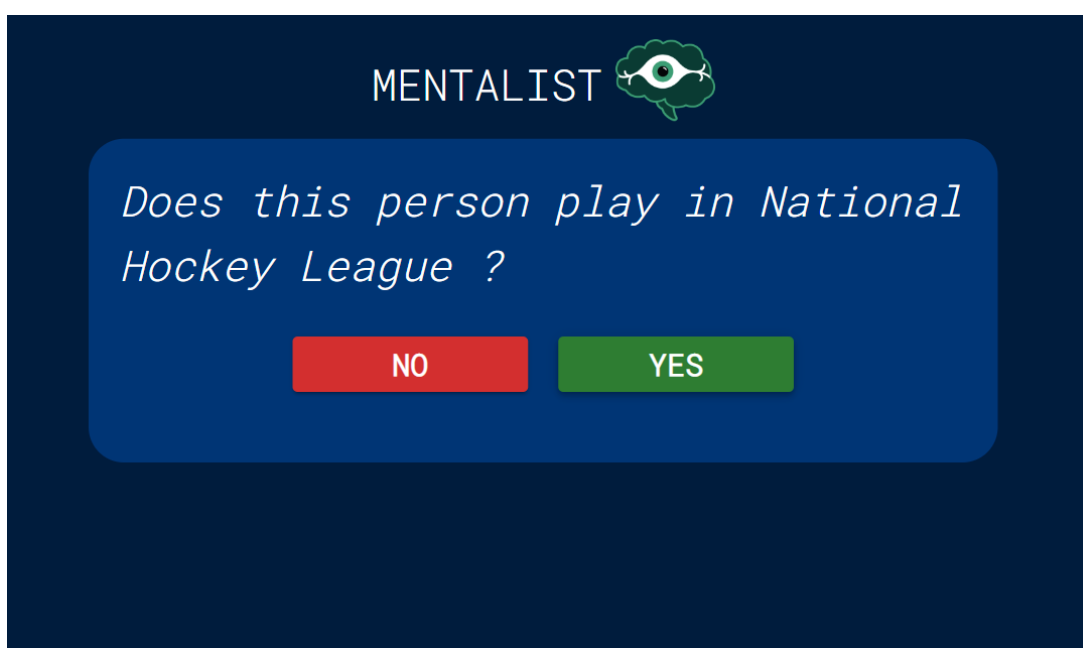 MENTALIST
Does this person play in National
Hockey League ?
NO YES